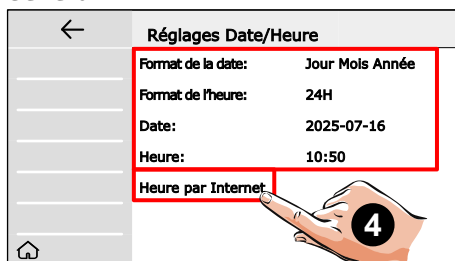 Réglages Date/Heure
Format de la date: Jour Mois Année
Format de l'heure: 24H
Date: 2025-07-16
Heure: 10:50
Heure par Internet
4